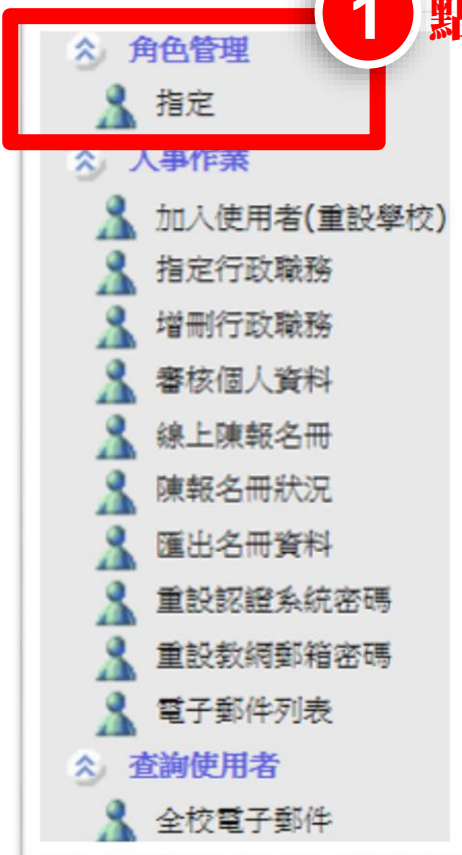 1
角色管理
指定
人事作業
加入使用者(重設學校)
指定行政職務
增刪行政職務
審核個人資料
線上陳報名冊
陳報名冊狀況
匯出名冊資料
重設認證系統密碼
重設教網郵箱密碼
電子郵件列表
查詢使用者
全校電子郵件